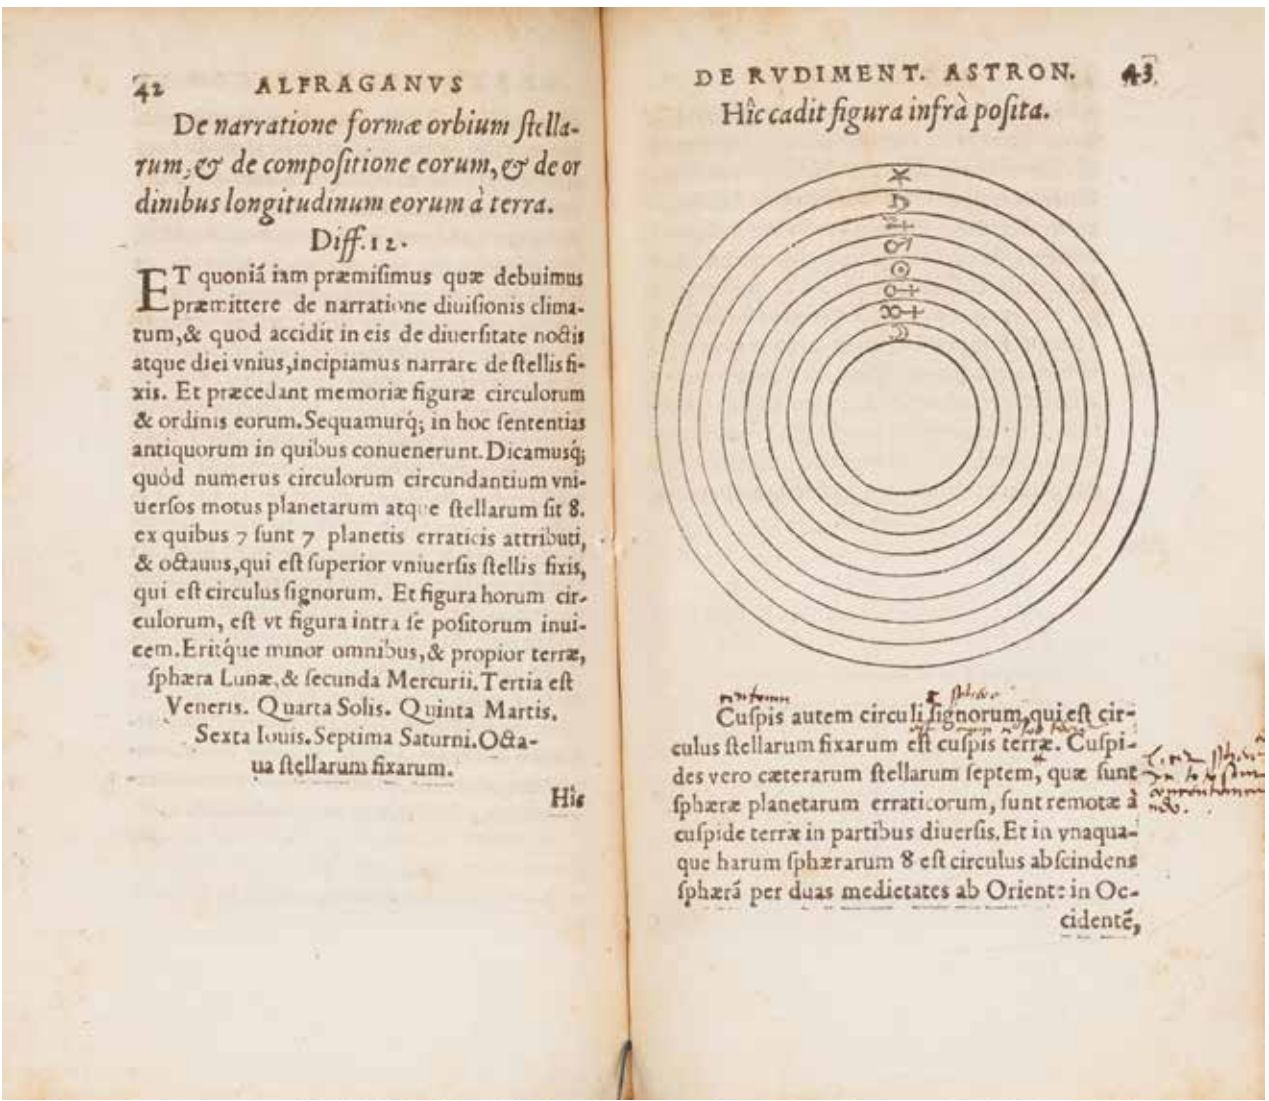 42 ALFRAGANVS
De narratione formæ orbium ſtella-
rum, & de compoſitione eorum, & de or
dinibus longitudinum eorum à terra.
Diff. 12.
ET quoniã iam præmiſimus quæ debuimus
præmittere de narratione diuiſionis clima-
tum, & quod accidit in eis de diuerſitate noctis
atque diei vnius, incipiamus narrare de ſtellis fi-
xis. Et præcedant memoriæ figuræ circulorum
& ordinis eorum. Sequamurq́; in hoc ſententias
antiquorum in quibus conuenerunt. Dicamusq́;
quòd numerus circulorum circundantium vni-
uerſos motus planetarum atque ſtellarum ſit 8.
ex quibus 7 ſunt 7 planetis erraticis attributi,
& octauus, qui eſt ſuperior vniuerſis ſtellis fixis,
qui eſt circulus ſignorum. Et figura horum cir-
culorum, eſt vt figura intra ſe poſitorum inui-
cem. Eritq́ue minor omnibus, & propior terræ,
ſphæra Lunæ, & ſecunda Mercurii. Tertia eſt
Veneris. Quarta Solis. Quinta Martis.
Sexta Iouis. Septima Saturni. Octa-
ua ſtellarum fixarum.
Hîc
DE RVDIMENT. ASTRON. 43
Hîc cadit figura infrà poſita.
Cuſpis autem circuli ſignorum, qui eſt cir-
culus ſtellarum fixarum eſt cuſpis terræ. Cuſpi-
des vero cæterarum ſtellarum ſeptem, quæ ſunt
ſphæræ planetarum erraticorum, ſunt remotæ à
cuſpide terræ in partibus diuerſis. Et in vnaqua-
que harum ſphærarum 8 eſt circulus abſcindens
ſphærã per duas medietates ab Oriente in Oc-
cidentẽ,